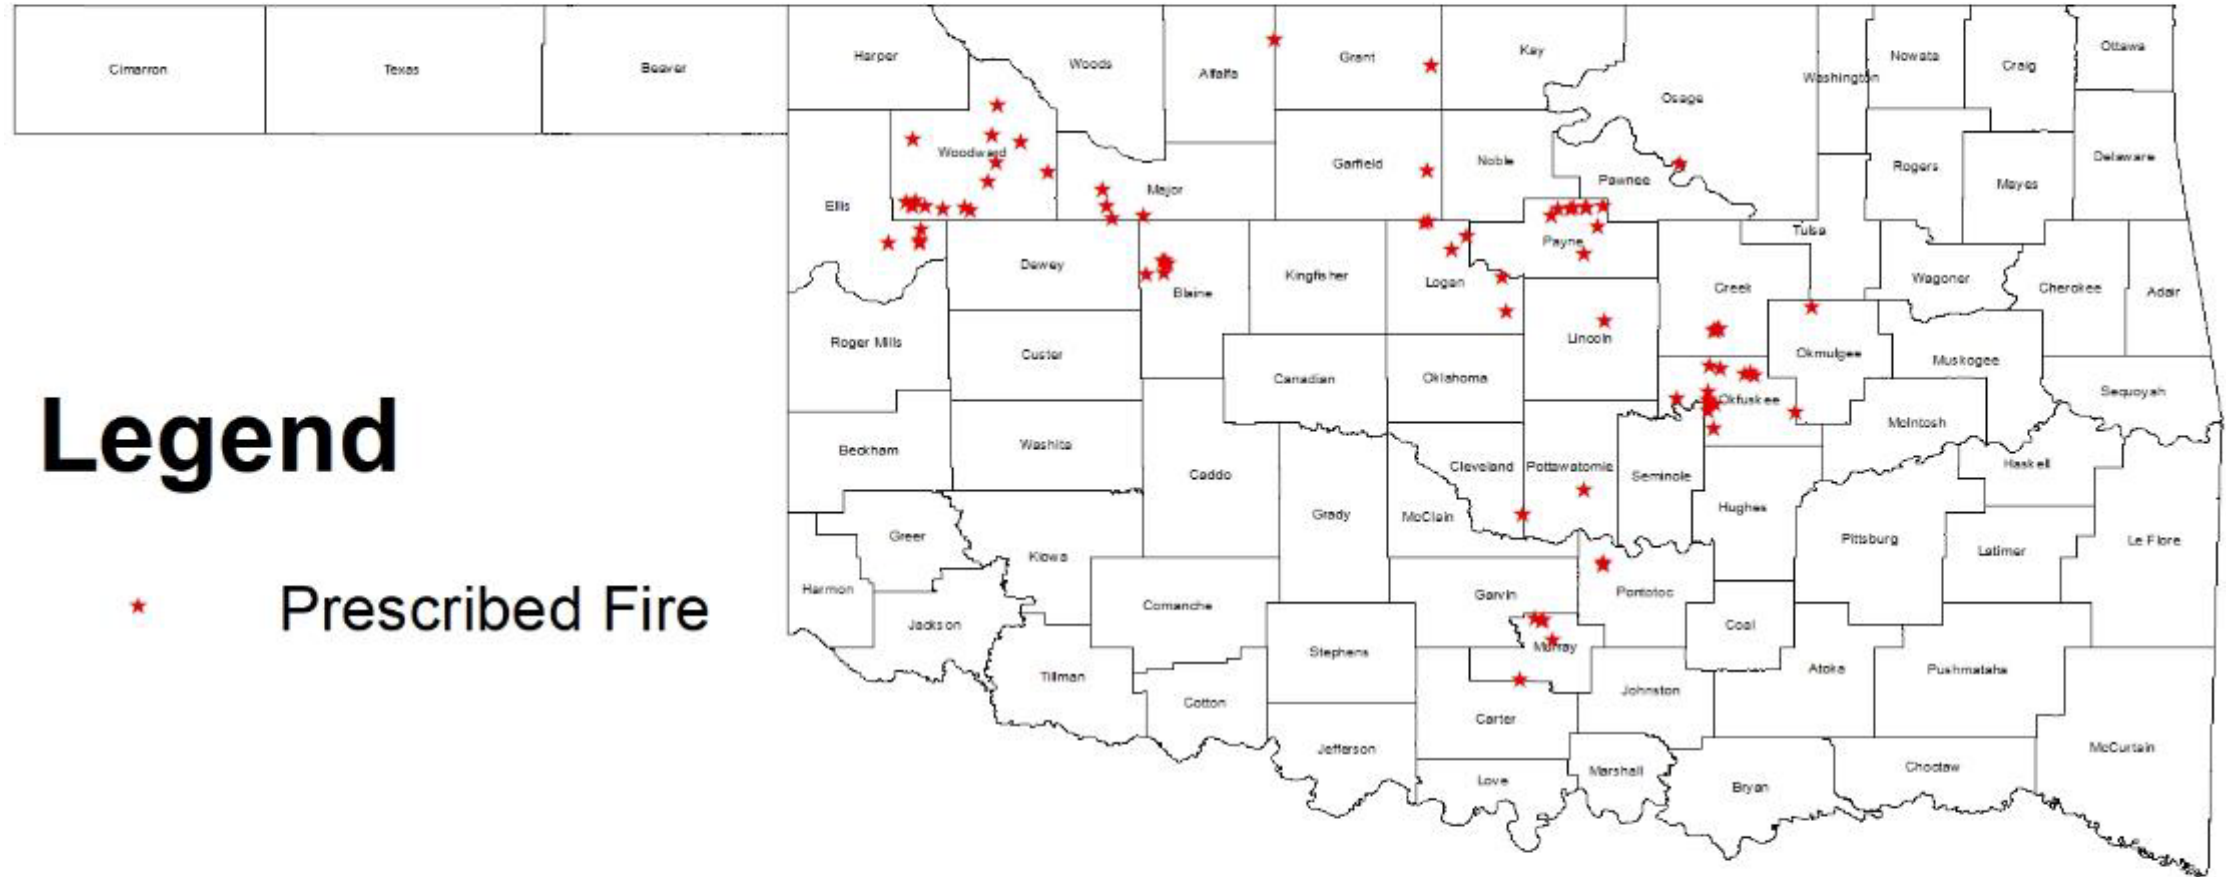 Cimarron
Texas
Beaver
Harper
Woods
Alfalfa
Grant
Kay
Osage
Washington
Nowata
Craig
Ottawa
Woodward
Ellis
Major
Garfield
Noble
Pawnee
Rogers
Mayes
Delaware
Dewey
Blaine
Kingfisher
Logan
Payne
Creek
Tulsa
Wagoner
Cherokee
Adair
Roger Mills
Custer
Canadian
Oklahoma
Lincoln
Okmulgee
Muskogee
Sequoyah
Beckham
Washita
Caddo
Grady
McClain
Cleveland
Pottawatomie
Seminole
Okfuskee
Hughes
McIntosh
Haskell
Pittsburg
Latimer
Le Flore
Legend
Prescribed Fire
Greer
Harmon
Jackson
Kiowa
Comanche
Tillman
Cotton
Stephens
Jefferson
Garvin
Murray
Carter
Love
Pontotoc
Johnston
Marshall
Coal
Atoka
Bryan
Pushmataha
Choctaw
McCurtain